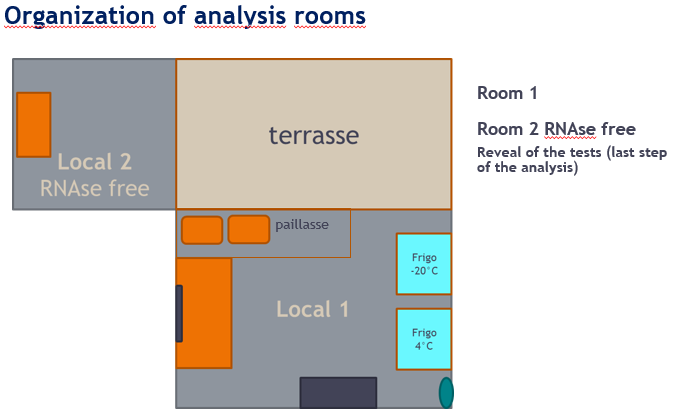 Organization of analysis rooms
Room 1
terrasse
Room 2 RNAse free
Local 2
Reveal of the tests (last step
of the analysis)
RNAse free
paillasse
Frigo
-20°C
Local 1
Frigo
4°C